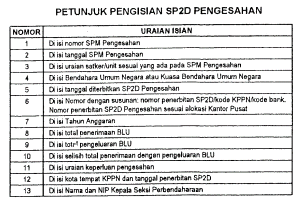 PETUNJUK PENGISIAN SP2D PENGESAHAN
NOMOR URAIAN ISIAN
1 Di isi nomor SPM Pengesahan
2 Di isi tanggal SPM Pengesahan
3 Di isi uraian satker/unit sesuai yang ada pada SPM Pengesahan
4 Di isi Bendahara Umum Negara atau Kuasa Bendahara Umum Negara
5 Di isi tanggal diterbitkan SP2D Pengesahan
6 Di isi Nomor dengan susunan: nomor penerbitan SP2D/kode KPPN/kode bank,
Nomor penerbitan SP2D Pengesahan sesuai alokasi Kantor Pusat
7 Di isi Tahun Anggaran
8 Di isi total penerimaan BLU
9 Di isi pengeluaran BLU
10 Di isi selisih total penerimaan dengan pengeluaran BLU
11 Di isi uraian keperluan pengesahan
12 Di isi kota tempat KPPN dan tanggal penerbitan SP2D
13 Di isi Nama dan NIP Kepala Seksi Perbendaharaan